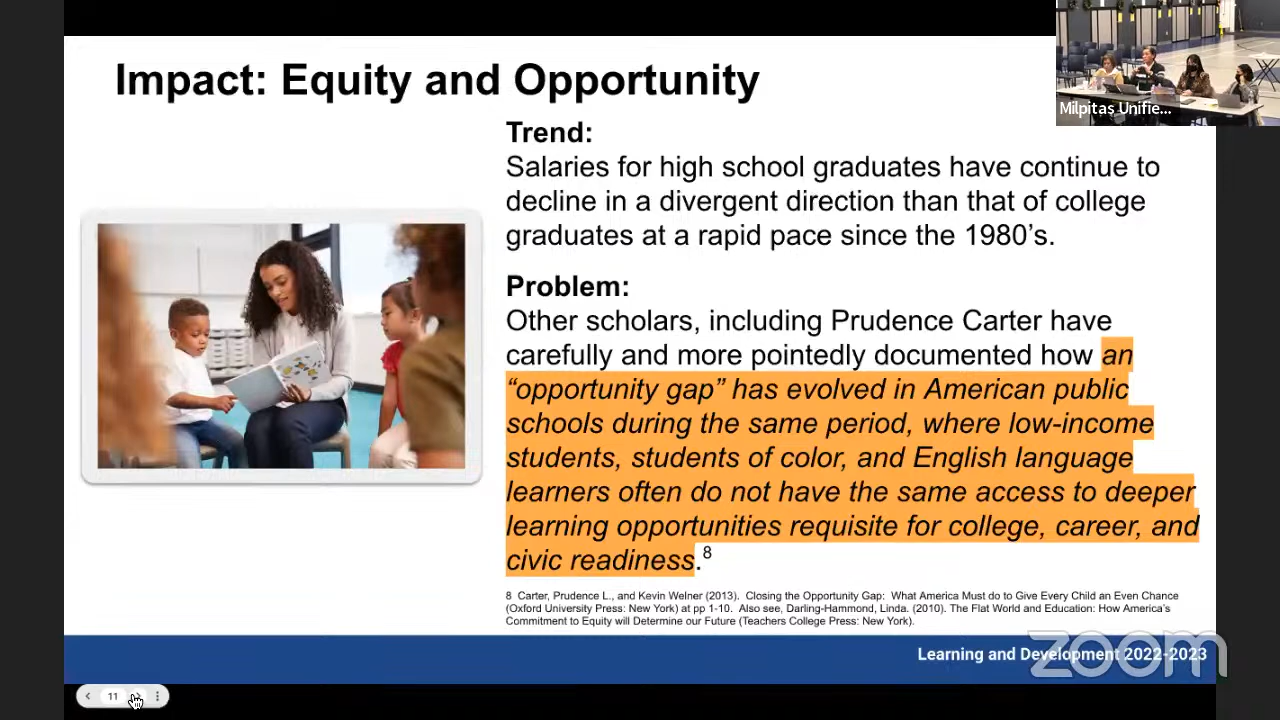 Impact: Equity and Opportunity
Milpitas Unifie...
Trend:
Salaries for high school graduates have continue to
decline in a divergent direction than that of college
graduates at a rapid pace since the 1980’s.
Problem:
Other scholars, including Prudence Carter have
carefully and more pointedly documented how an
“opportunity gap” has evolved in American public
schools during the same period, where low-income
students, students of color, and English language
learners often do not have the same access to deeper
learning opportunities requisite for college, career, and
civic readiness.8
8 Carter, Prudence L., and Kevin Welner (2013). Closing the Opportunity Gap: What America Must do to Give Every Child an Even Chance
(Oxford University Press: New York) at pp 1-10. Also see, Darling-Hammond, Linda. (2010). The Flat World and Education: How America’s
Commitment to Equity will Determine our Future (Teachers College Press: New York).
Learning and Development 2022-2023
zoom
11